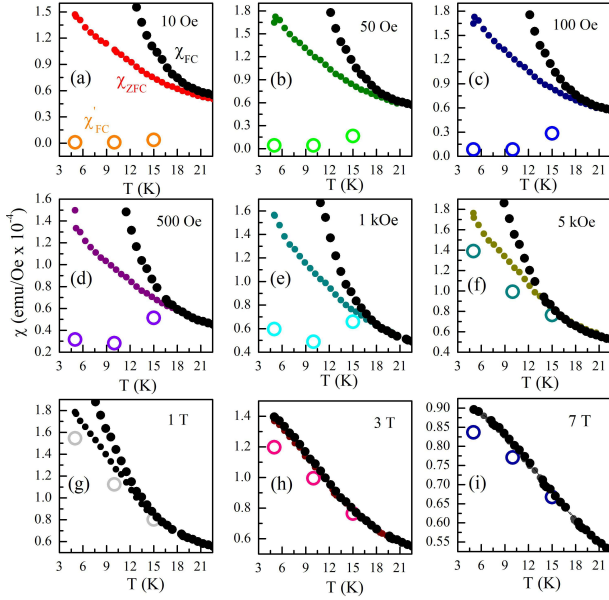 10 Oe
50 Oe
100 Oe
1.5
1.2
0.9
0.6
0.3
0.0
1.8
1.5
1.2
0.9
0.6
0.3
0.0
1.8
1.5
1.2
0.9
0.6
0.3
0.0
χFC
χZFC
χ'FC
(a)
(b)
(c)
3 6 9 12 15 18 21
3 6 9 12 15 18 21
3 6 9 12 15 18 21
T (K)
T (K)
T (K)
χ (emu/Oe x 10⁻⁴)
500 Oe
1 kOe
5 kOe
1.6
1.4
1.2
1.0
0.8
0.6
0.4
0.2
1.6
1.4
1.2
1.0
0.8
0.6
0.4
1.8
1.6
1.4
1.2
1.0
0.8
0.6
0.4
(d)
(e)
(f)
3 6 9 12 15 18 21
3 6 9 12 15 18 21
3 6 9 12 15 18 21
T (K)
T (K)
T (K)
1 T
3 T
7 T
1.8
1.6
1.4
1.2
1.0
0.8
0.6
1.4
1.2
1.0
0.8
0.6
0.90
0.85
0.80
0.75
0.70
0.65
0.60
0.55
(g)
(h)
(i)
3 6 9 12 15 18 21
3 6 9 12 15 18 21
3 6 9 12 15 18 21
T (K)
T (K)
T (K)